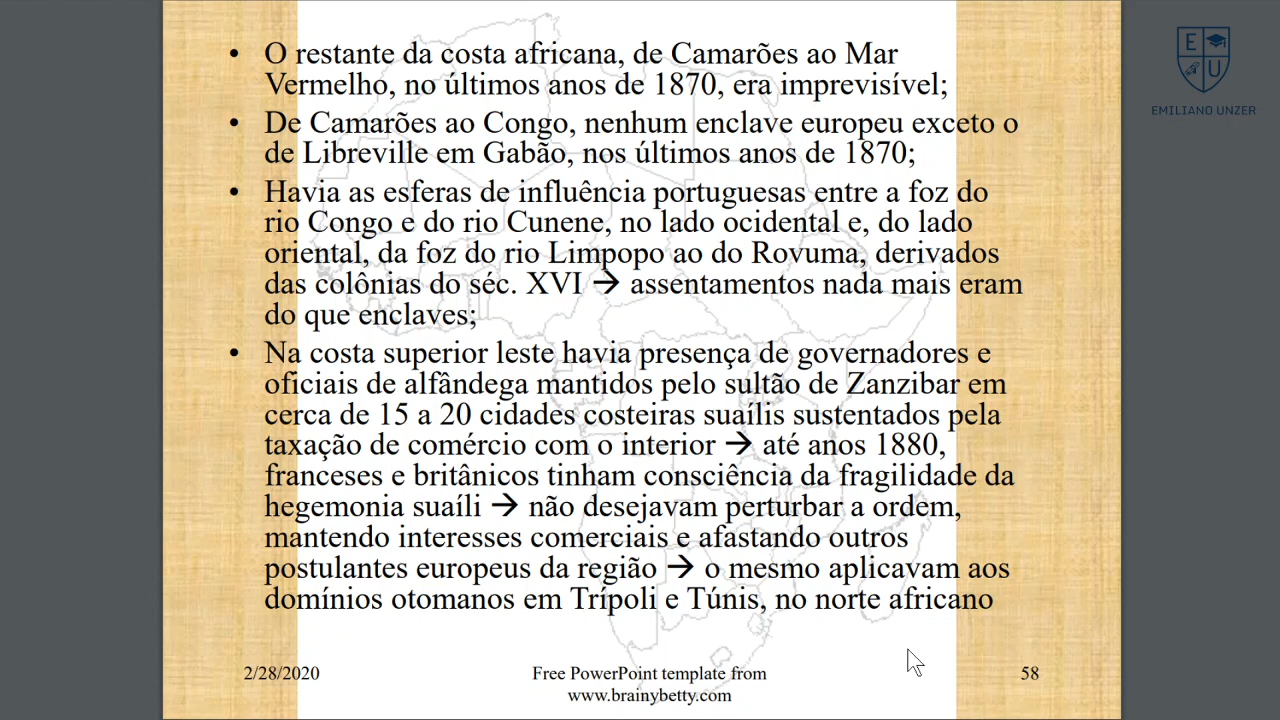 • O restante da costa africana, de Camarões ao Mar
Vermelho, no últimos anos de 1870, era imprevisível;
• De Camarões ao Congo, nenhum enclave europeu exceto o
de Libreville em Gabão, nos últimos anos de 1870;
• Havia as esferas de influência portuguesas entre a foz do
rio Congo e do rio Cunene, no lado ocidental e, do lado
oriental, da foz do rio Limpopo ao do Rovuma, derivados
das colônias do séc. XVI → assentamentos nada mais eram
do que enclaves;
• Na costa superior leste havia presença de governadores e
oficiais de alfândega mantidos pelo sultão de Zanzibar em
cerca de 15 a 20 cidades costeiras suaílis sustentados pela
taxação de comércio com o interior → até anos 1880,
franceses e britânicos tinham consciência da fragilidade da
hegemonia suaíli → não desejavam perturbar a ordem,
mantendo interesses comerciais e afastando outros
postulantes europeus da região → o mesmo aplicavam aos
domínios otomanos em Trípoli e Túnis, no norte africano
2/28/2020
Free PowerPoint template from
www.brainybetty.com
58
E
U
EMILIANO UNZER